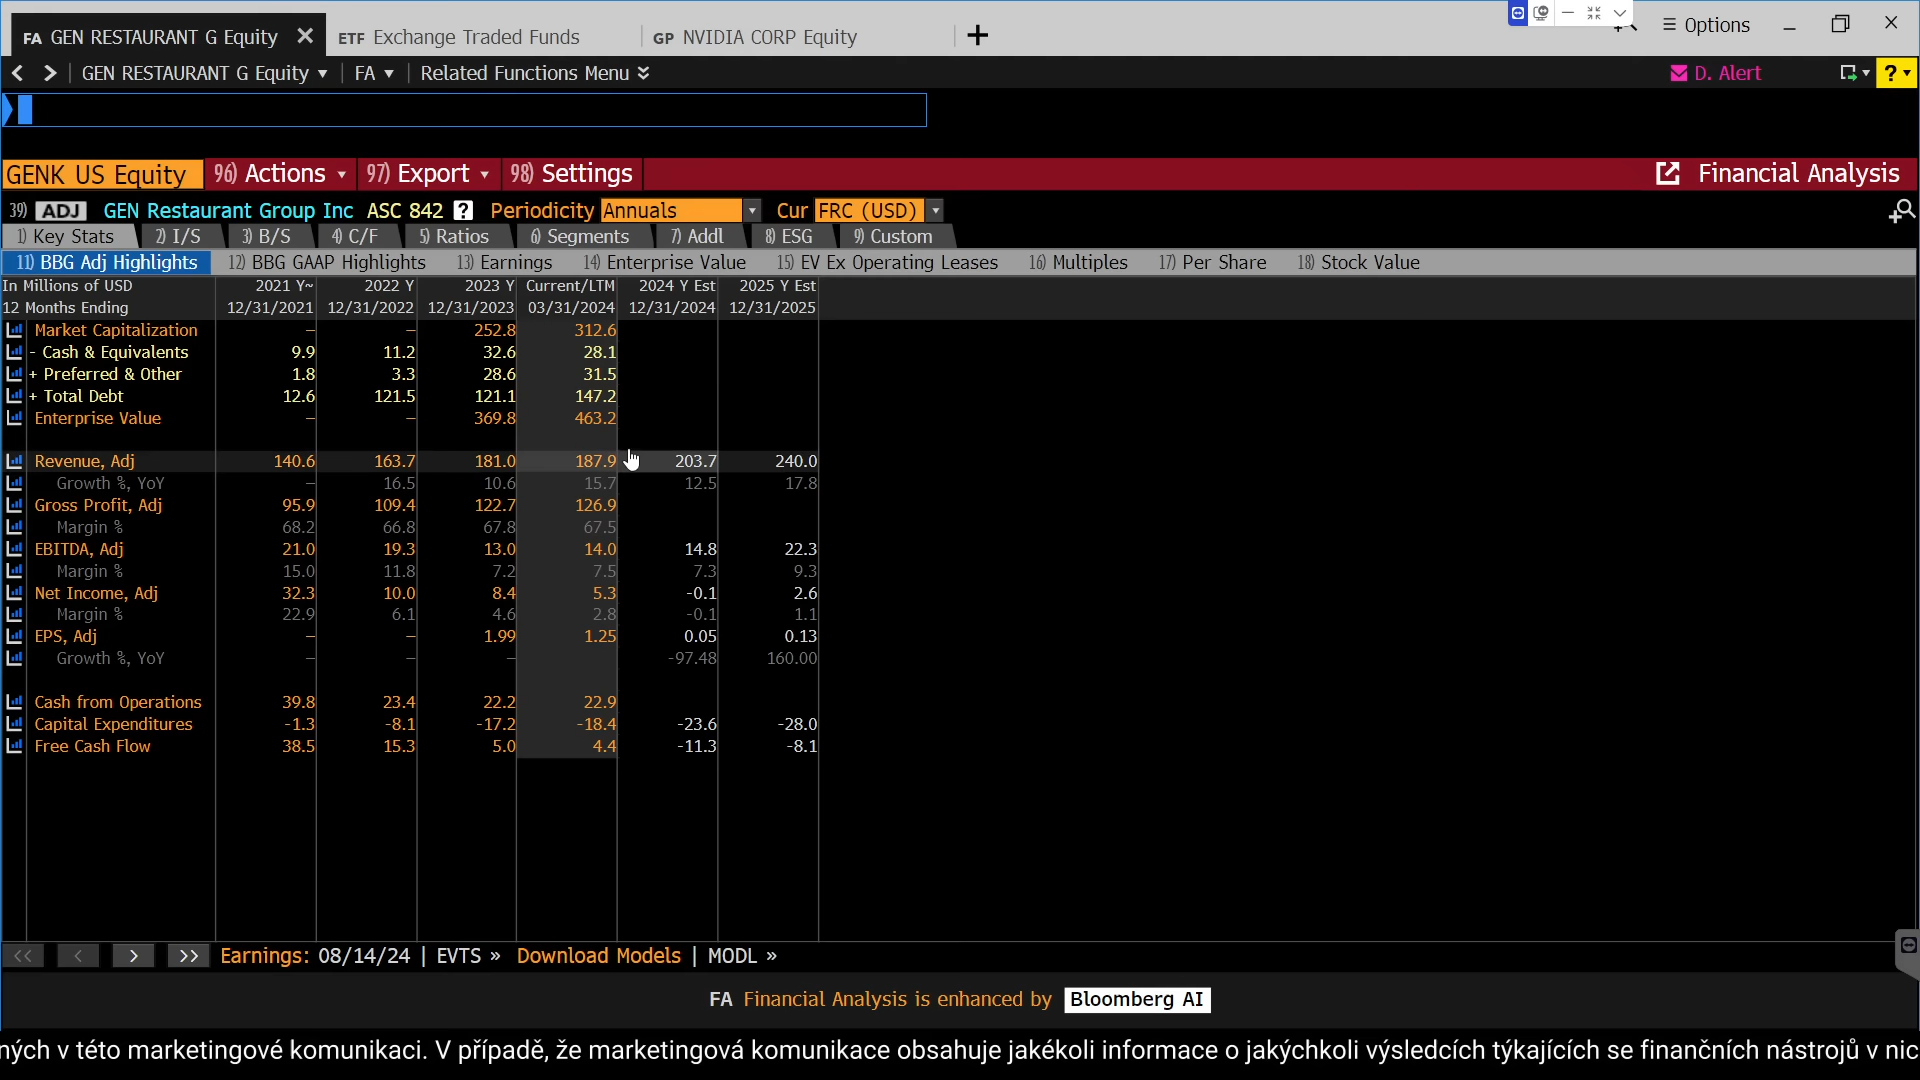 FA GEN RESTAURANT G Equity ✕ ETF Exchange Traded Funds GP NVIDIA CORP Equity + Options
GEN RESTAURANT G Equity FA Related Functions Menu D. Alert ?
GENK US Equity 96) Actions 97) Export 98) Settings Financial Analysis
39) ADJ GEN Restaurant Group Inc ASC 842 ? Periodicity Annuals Cur FRC (USD)
1) Key Stats 2) I/S 3) B/S 4) C/F 5) Ratios 6) Segments 7) Addl 8) ESG 9) Custom
11) BBG Adj Highlights 12) BBG GAAP Highlights 13) Earnings 14) Enterprise Value 15) EV Ex Operating Leases 16) Multiples 17) Per Share 18) Stock Value
In Millions of USD 2021 Y~ 2022 Y 2023 Y Current/LTM 2024 Y Est 2025 Y Est
12 Months Ending 12/31/2021 12/31/2022 12/31/2023 03/31/2024 12/31/2024 12/31/2025
Market Capitalization – – 252.8 312.6
- Cash & Equivalents 9.9 11.2 32.6 28.1
+ Preferred & Other 1.8 3.3 28.6 31.5
+ Total Debt 12.6 121.5 121.1 147.2
Enterprise Value – – 369.8 463.2
Revenue, Adj 140.6 163.7 181.0 187.9 203.7 240.0
Growth %, YoY – 16.5 10.6 15.7 12.5 17.8
Gross Profit, Adj 95.9 109.4 122.7 126.9
Margin % 68.2 66.8 67.8 67.5
EBITDA, Adj 21.0 19.3 13.0 14.0 14.8 22.3
Margin % 15.0 11.8 7.2 7.5 7.3 9.3
Net Income, Adj 32.3 10.0 8.4 5.3 -0.1 2.6
Margin % 22.9 6.1 4.6 2.8 -0.1 1.1
EPS, Adj – – 1.99 1.25 0.05 0.13
Growth %, YoY – – – -97.48 160.00
Cash from Operations 39.8 23.4 22.2 22.9
Capital Expenditures -1.3 -8.1 -17.2 -18.4 -23.6 -28.0
Free Cash Flow 38.5 15.3 5.0 4.4 -11.3 -8.1
<< < > >> Earnings: 08/14/24 | EVTS » Download Models | MODL »
FA Financial Analysis is enhanced by Bloomberg AI
ných v této marketingové komunikaci. V případě, že marketingová komunikace obsahuje jakékoli informace o jakýchkoli výsledcích týkajících se finančních nástrojů v nic